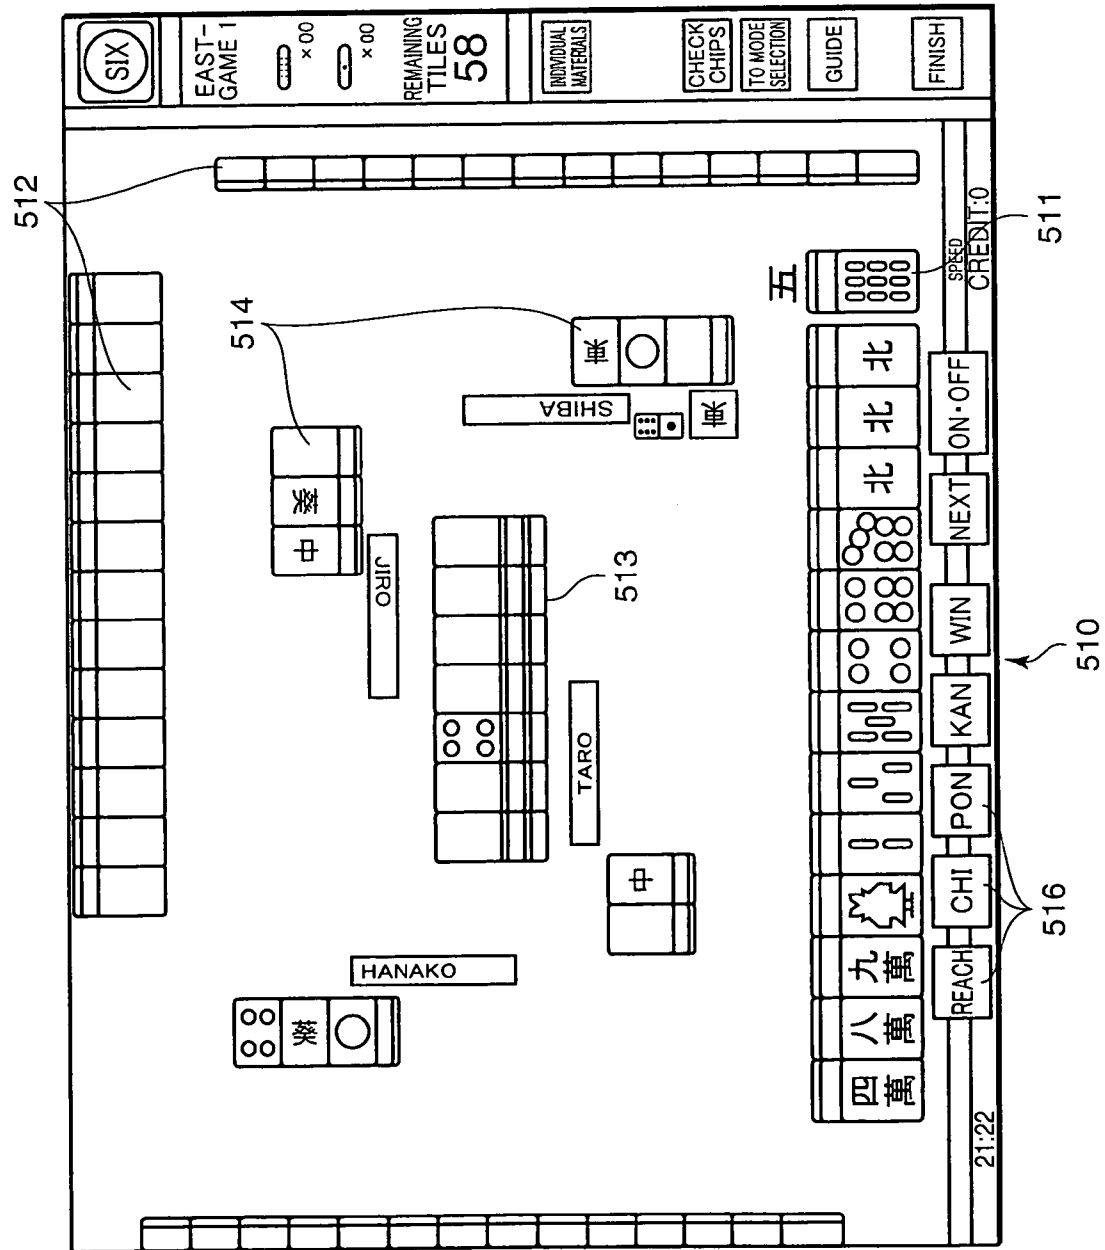 512
SIX
EAST-
GAME 1
×00
×00
REMAINING
TILES
58
INDIVIDUAL
MATERIALS
CHECK
CHIPS
TO MODE
SELECTION
GUIDE
FINISH
514
中
JIRO
HANAKO
SHIBA
東
東
513
TARO
中
五
四萬
八萬
九萬
北
北
北
REACH
CHI
PON
KAN
WIN
NEXT
ON·OFF
SPEED
CREDIT:0
21:22
516
510
511